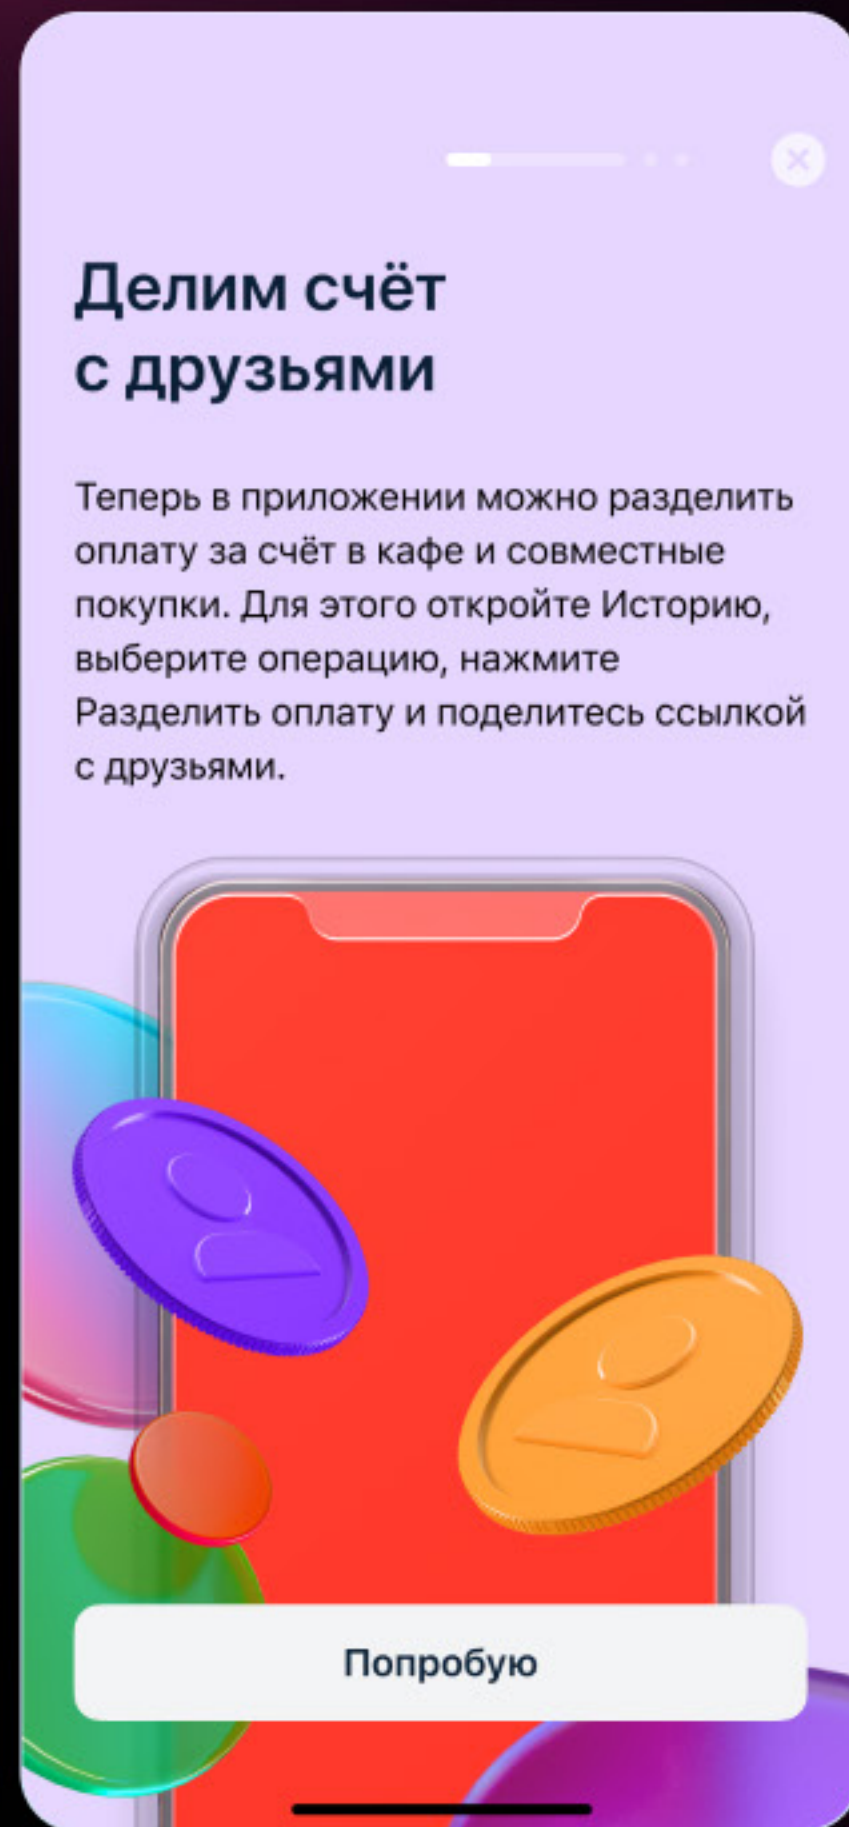 Делим счёт
с друзьями
Теперь в приложении можно разделить
оплату за счёт в кафе и совместные
покупки. Для этого откройте Историю,
выберите операцию, нажмите
Разделить оплату и поделитесь ссылкой
с друзьями.
Попробую